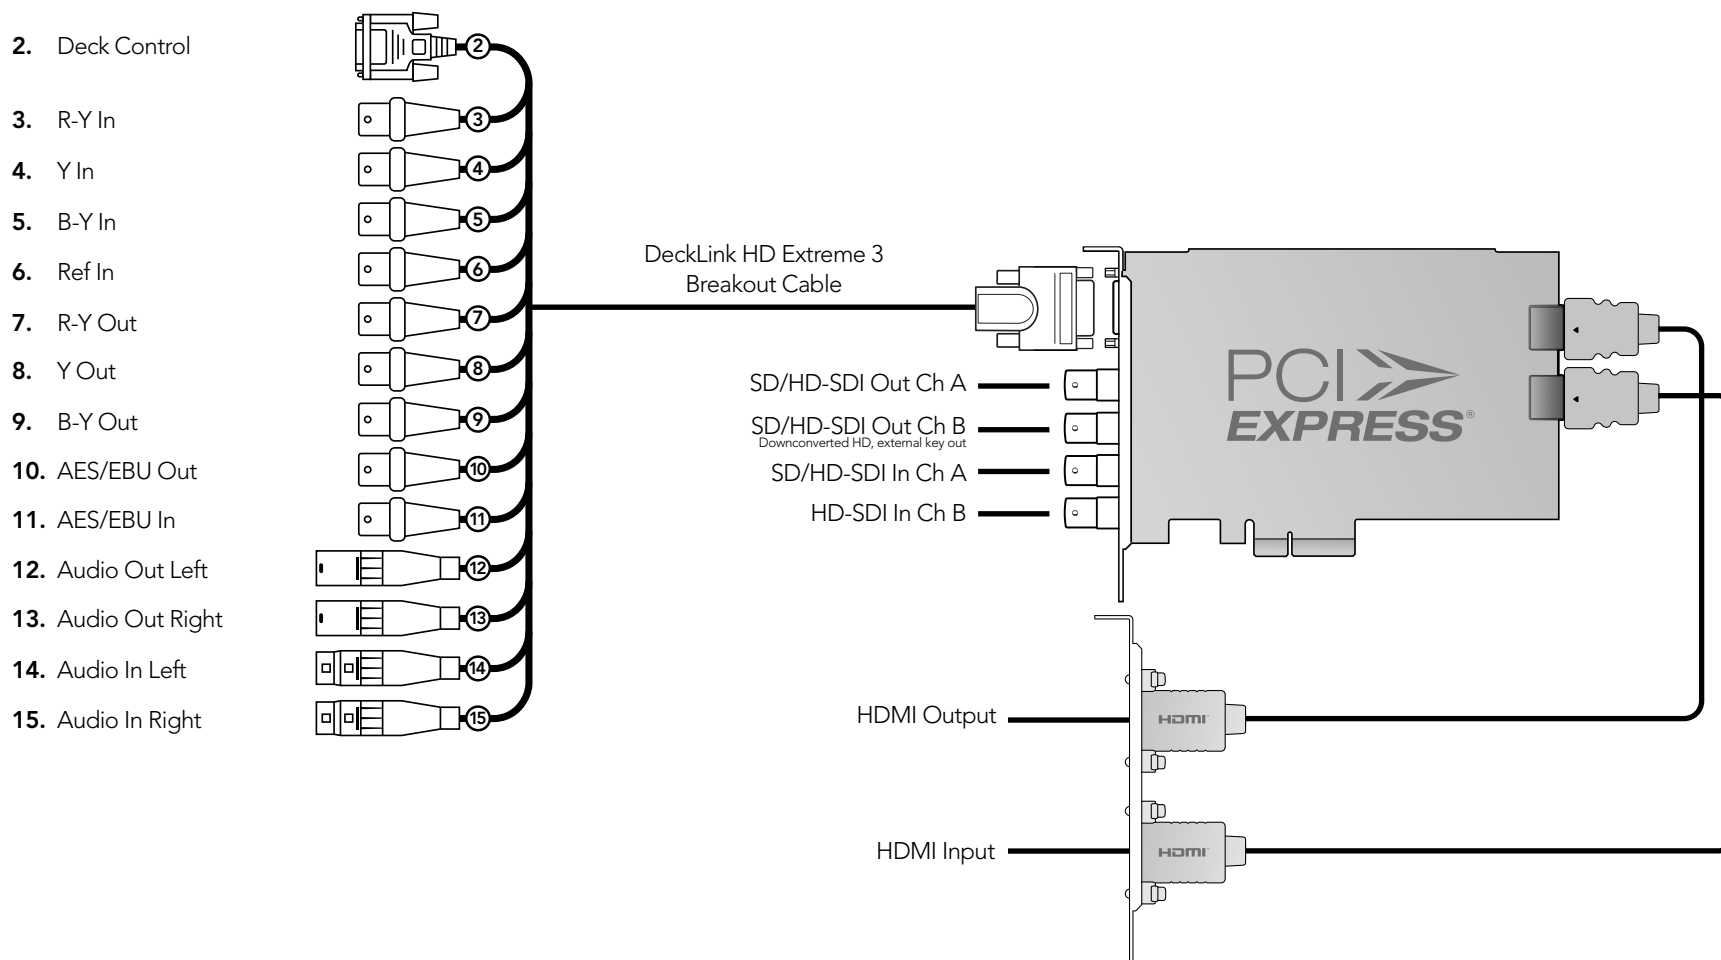 2. Deck Control
3. R-Y In
4. Y In
5. B-Y In
6. Ref In
7. R-Y Out
8. Y Out
9. B-Y Out
10. AES/EBU Out
11. AES/EBU In
12. Audio Out Left
13. Audio Out Right
14. Audio In Left
15. Audio In Right
2
3
4
5
6
7
8
9
10
11
12
13
14
15
DeckLink HD Extreme 3
Breakout Cable
SD/HD-SDI Out Ch A
SD/HD-SDI Out Ch B
Downconverted HD, external key out
SD/HD-SDI In Ch A
HD-SDI In Ch B
PCI
EXPRESS®
HDMI Output
HDMI
HDMI Input
HDMI